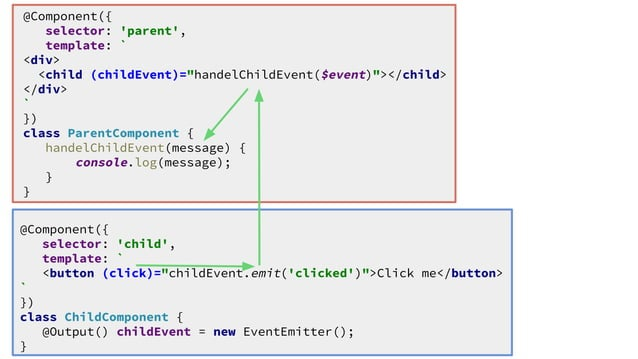 @Component({
selector: 'parent',
template: `
<div>
<child (childEvent)="handelChildEvent($event)"></child>
</div>
`
})
class ParentComponent {
handelChildEvent(message) {
console.log(message);
}
}
@Component({
selector: 'child',
template: `
<button (click)="childEvent.emit('clicked')">Click me</button>
`
})
class ChildComponent {
@Output() childEvent = new EventEmitter();
}